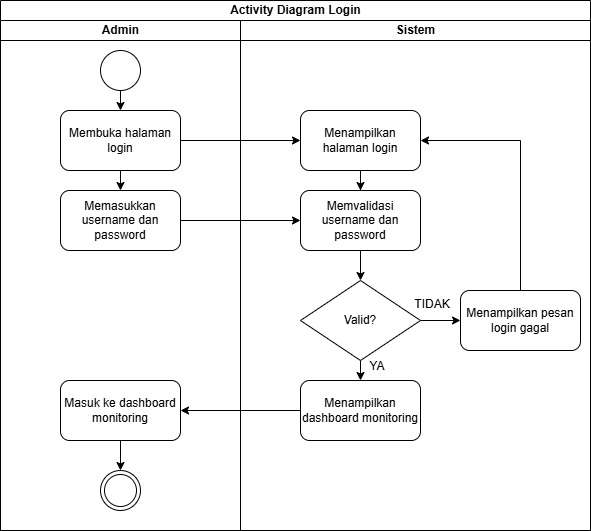 Activity Diagram Login
Admin
Sistem
Membuka halaman
login
Menampilkan
halaman login
Memasukkan
username dan
password
Memvalidasi
username dan
password
Valid?
TIDAK
Menampilkan pesan
login gagal
YA
Masuk ke dashboard
monitoring
Menampilkan
dashboard monitoring